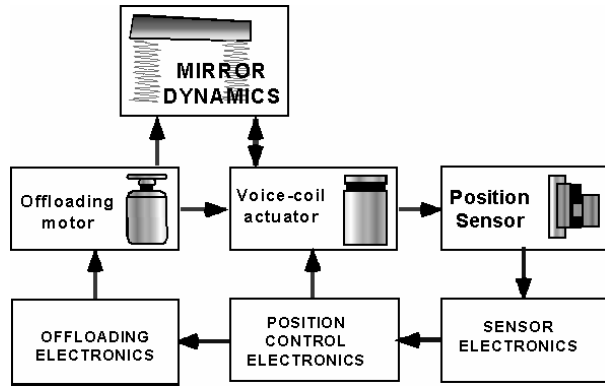 MIRROR
DYNAMICS
Offloading
motor
Voice-coil
actuator
Position
Sensor
OFFLOADING
ELECTRONICS
POSITION
CONTROL
ELECTRONICS
SENSOR
ELECTRONICS